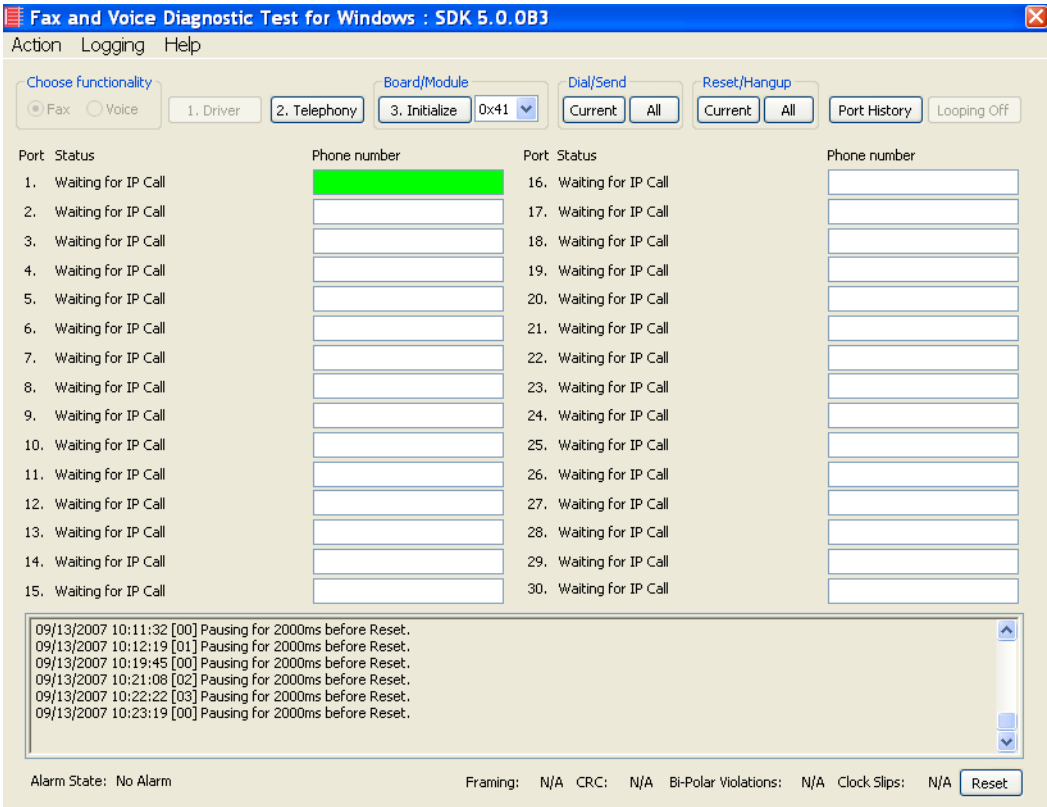 Fax and Voice Diagnostic Test for Windows : SDK 5.0.0B3
Action Logging Help
Choose functionality Board/Module Dial/Send Reset/Hangup
Fax Voice 1. Driver 2. Telephony 3. Initialize 0x41 Current All Current All Port History Looping Off
Port Status Phone number Port Status Phone number
1. Waiting for IP Call 16. Waiting for IP Call
2. Waiting for IP Call 17. Waiting for IP Call
3. Waiting for IP Call 18. Waiting for IP Call
4. Waiting for IP Call 19. Waiting for IP Call
5. Waiting for IP Call 20. Waiting for IP Call
6. Waiting for IP Call 21. Waiting for IP Call
7. Waiting for IP Call 22. Waiting for IP Call
8. Waiting for IP Call 23. Waiting for IP Call
9. Waiting for IP Call 24. Waiting for IP Call
10. Waiting for IP Call 25. Waiting for IP Call
11. Waiting for IP Call 26. Waiting for IP Call
12. Waiting for IP Call 27. Waiting for IP Call
13. Waiting for IP Call 28. Waiting for IP Call
14. Waiting for IP Call 29. Waiting for IP Call
15. Waiting for IP Call 30. Waiting for IP Call
09/13/2007 10:11:32 [00] Pausing for 2000ms before Reset.
09/13/2007 10:12:19 [01] Pausing for 2000ms before Reset.
09/13/2007 10:19:45 [00] Pausing for 2000ms before Reset.
09/13/2007 10:21:08 [02] Pausing for 2000ms before Reset.
09/13/2007 10:22:22 [03] Pausing for 2000ms before Reset.
09/13/2007 10:23:19 [00] Pausing for 2000ms before Reset.
Alarm State: No Alarm Framing: N/A CRC: N/A Bi-Polar Violations: N/A Clock Slips: N/A Reset